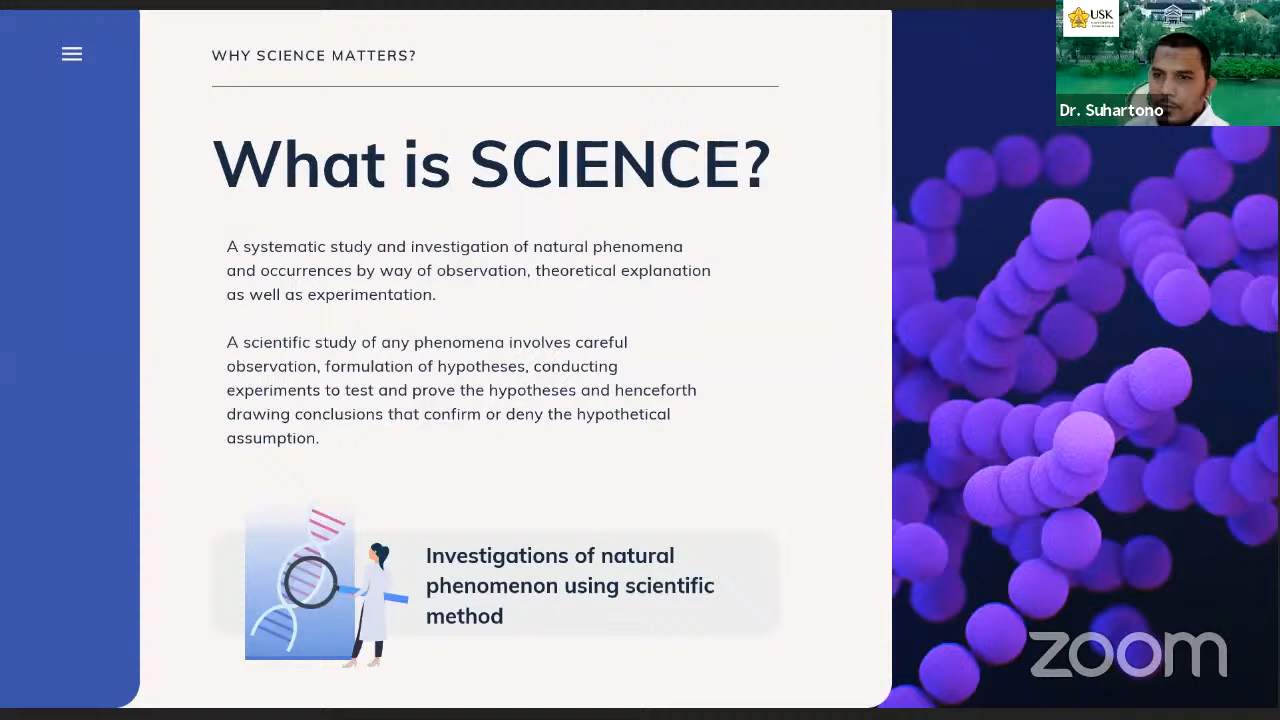 WHY SCIENCE MATTERS?
What is SCIENCE?
A systematic study and investigation of natural phenomena
and occurrences by way of observation, theoretical explanation
as well as experimentation.
A scientific study of any phenomena involves careful
observation, formulation of hypotheses, conducting
experiments to test and prove the hypotheses and henceforth
drawing conclusions that confirm or deny the hypothetical
assumption.
Investigations of natural
phenomenon using scientific
method
USK
Dr. Suhartono
zoom